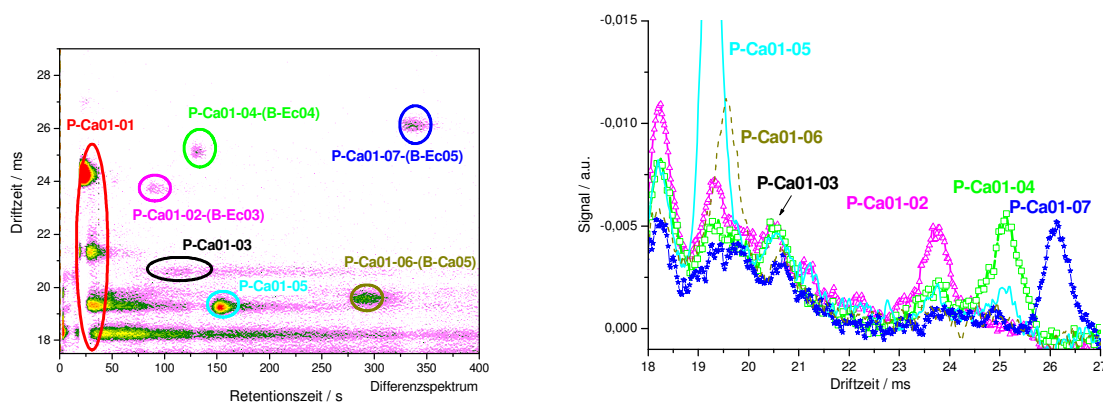 28
26
24
22
20
18
0
50
100
150
200
250
300
350
400
Driftzeit / ms
Retentionszeit / s
Differenzspektrum
P-Ca01-01
P-Ca01-04-(B-Ec04)
P-Ca01-07-(B-Ec05)
P-Ca01-02-(B-Ec03)
P-Ca01-03
P-Ca01-06-(B-Ca05)
P-Ca01-05
-0,015
-0,010
-0,005
0,000
Signal / a.u.
18
19
20
21
22
23
24
25
26
27
Driftzeit / ms
P-Ca01-05
P-Ca01-06
P-Ca01-03
P-Ca01-02
P-Ca01-04
P-Ca01-07